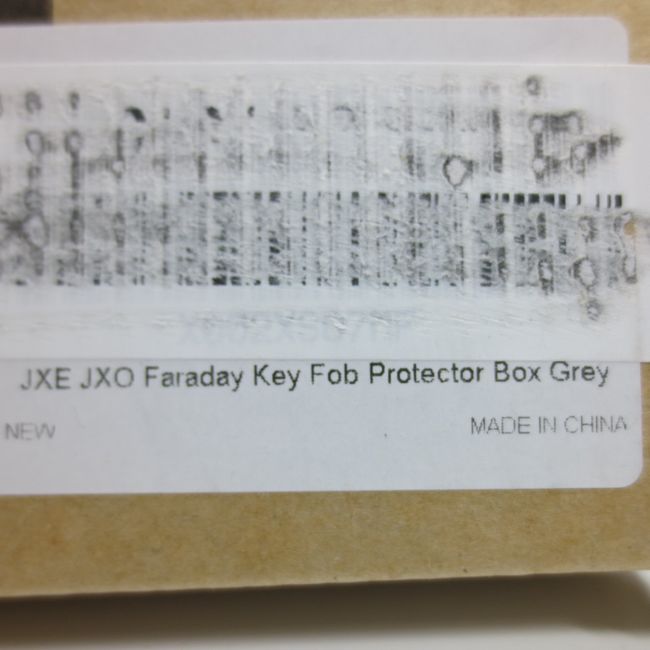 JXE JXO Faraday Key Fob Protector Box Grey
NEW
MADE IN CHINA